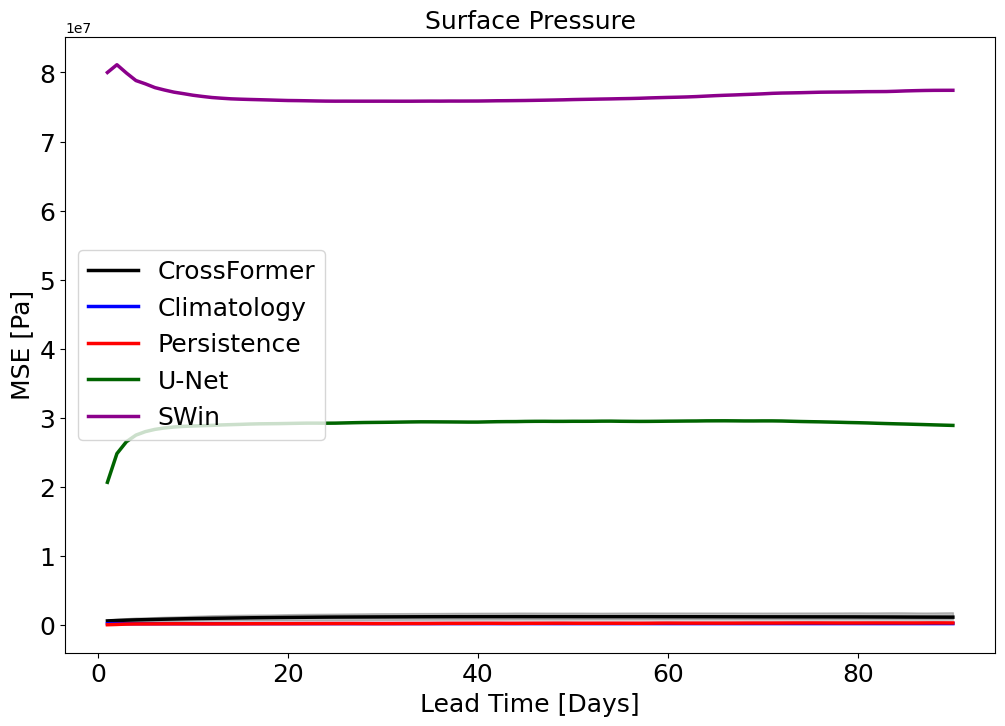 Surface Pressure
1e7
8
7
6
5
4
3
2
1
0
MSE [Pa]
CrossFormer
Climatology
Persistence
U-Net
SWin
0 20 40 60 80
Lead Time [Days]